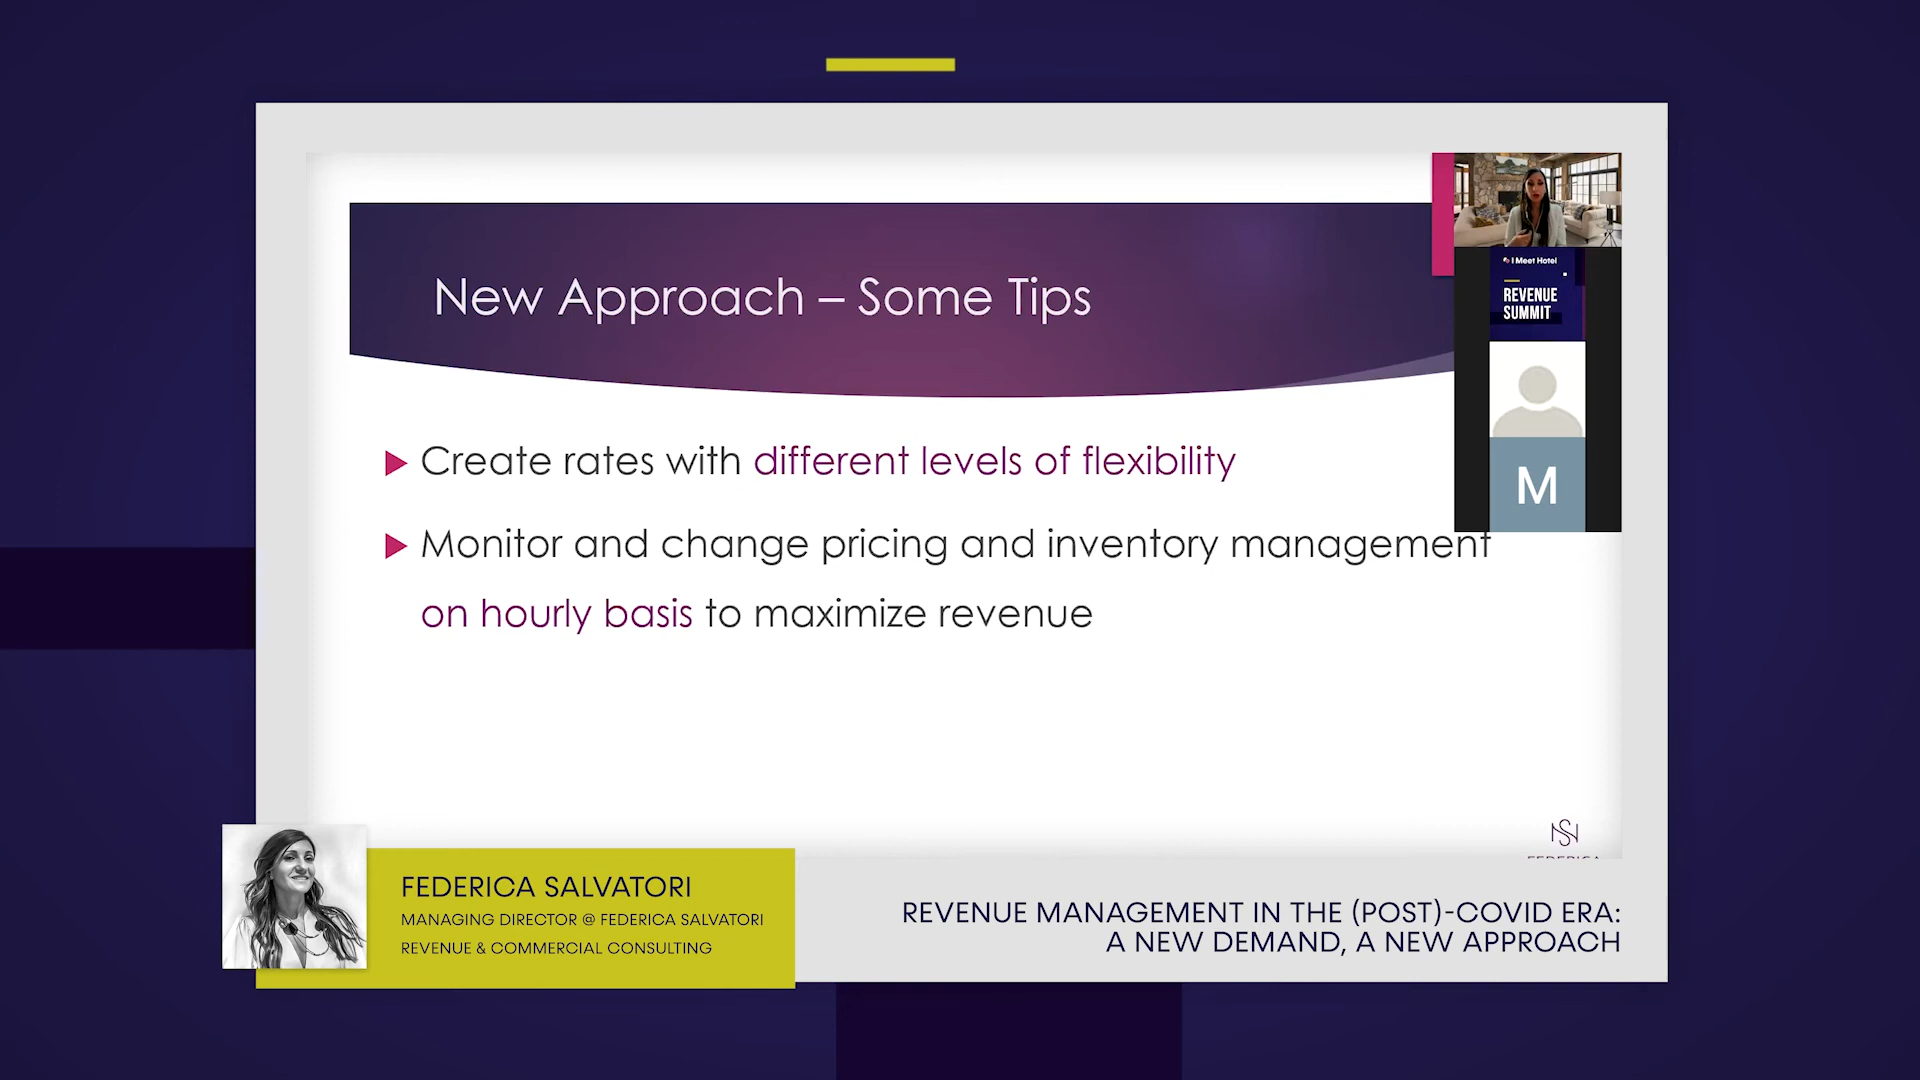 New Approach – Some Tips
I Meet Hotel
REVENUE
SUMMIT
M
Create rates with different levels of flexibility
Monitor and change pricing and inventory management
on hourly basis to maximize revenue
FEDERICA SALVATORI
MANAGING DIRECTOR @ FEDERICA SALVATORI
REVENUE & COMMERCIAL CONSULTING
REVENUE MANAGEMENT IN THE (POST)-COVID ERA:
A NEW DEMAND, A NEW APPROACH